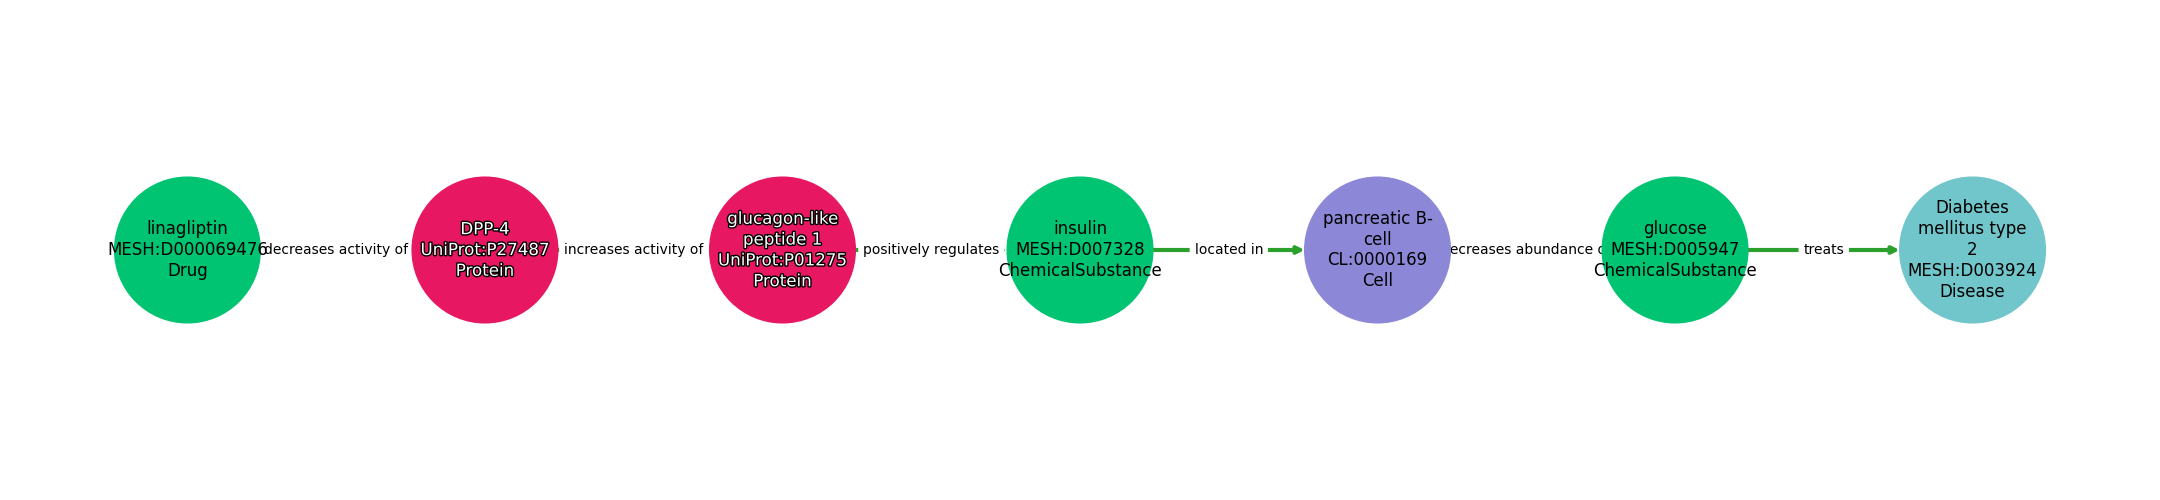 linagliptin
MESH:D000069476
Drug
decreases activity of
DPP-4
UniProt:P27487
Protein
increases activity of
glucagon-like
peptide 1
UniProt:P01275
Protein
positively regulates
insulin
MESH:D007328
ChemicalSubstance
located in
pancreatic B-
cell
CL:0000169
Cell
ecreases abundance
glucose
MESH:D005947
ChemicalSubstance
treats
Diabetes
mellitus type
2
MESH:D003924
Disease